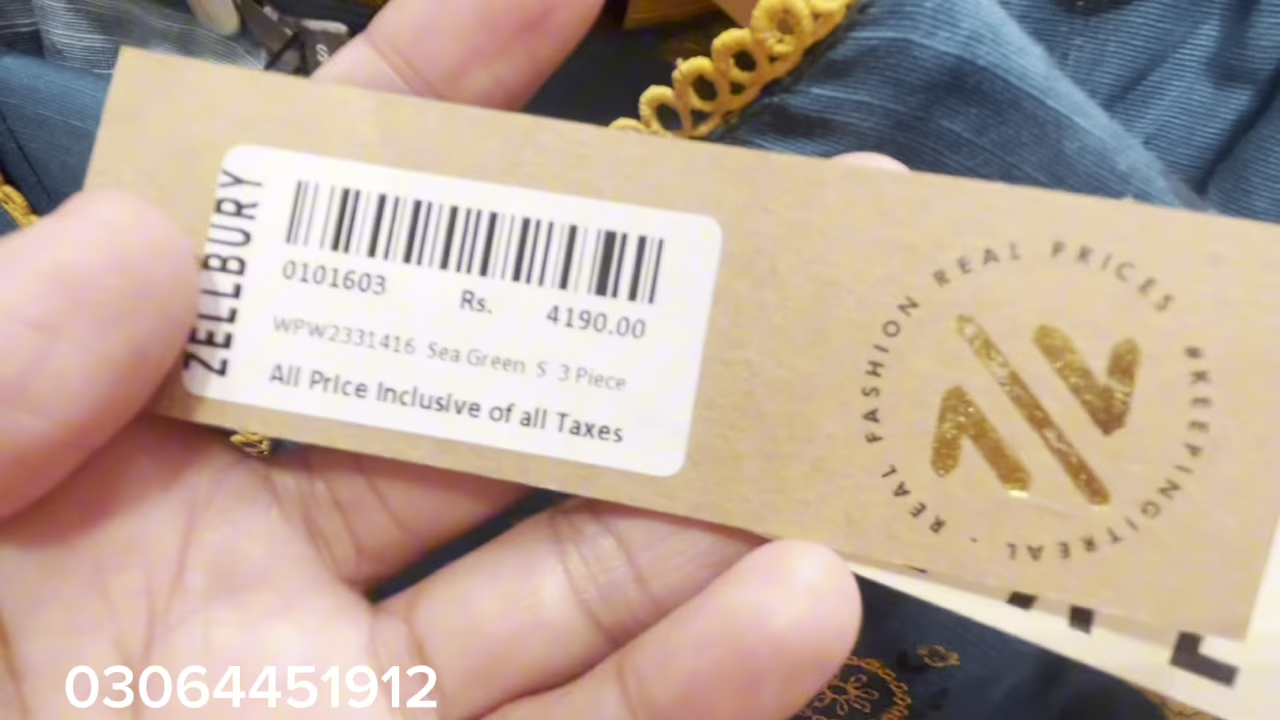 ZELLBURY
0101603 Rs. 4190.00
WPW2331416 Sea Green S 3 Piece
All Price Inclusive of all Taxes
REAL FASHION REAL PRICES
#KEEPINGITREAL
03064451912